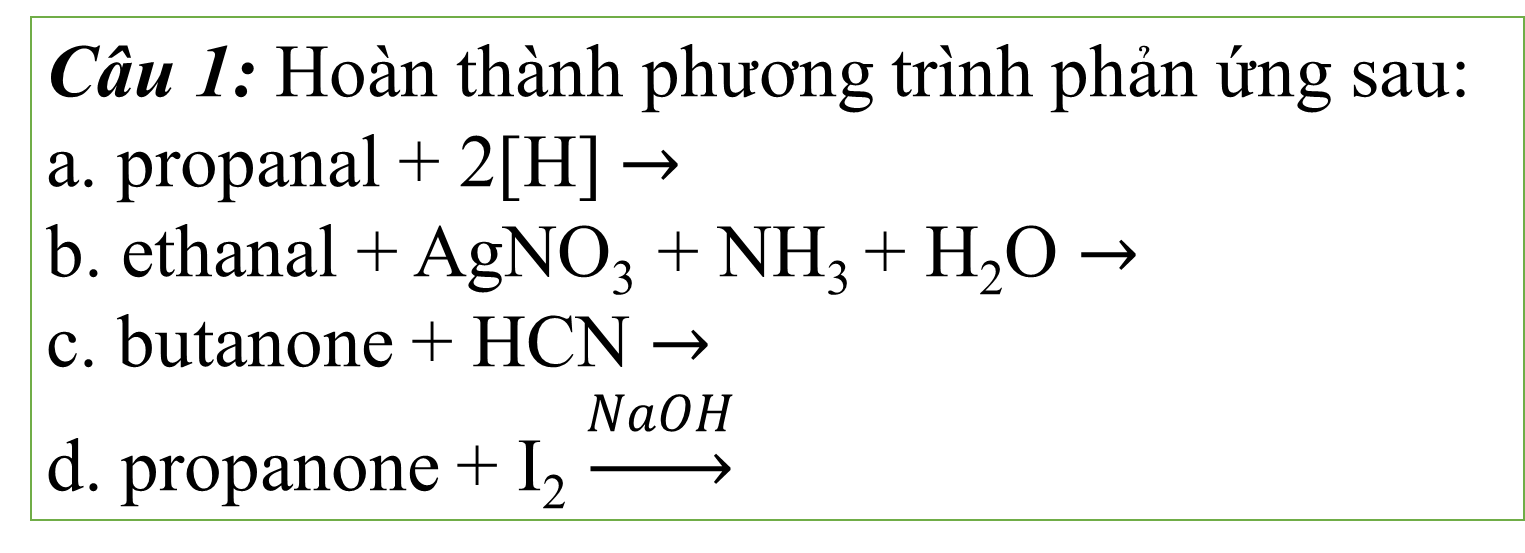 Câu 1: Hoàn thành phương trình phản ứng sau:
a. propanal + 2[H] →
b. ethanal + AgNO₃ + NH₃ + H₂O →
c. butanone + HCN →
NaOH
d. propanone + I₂ →